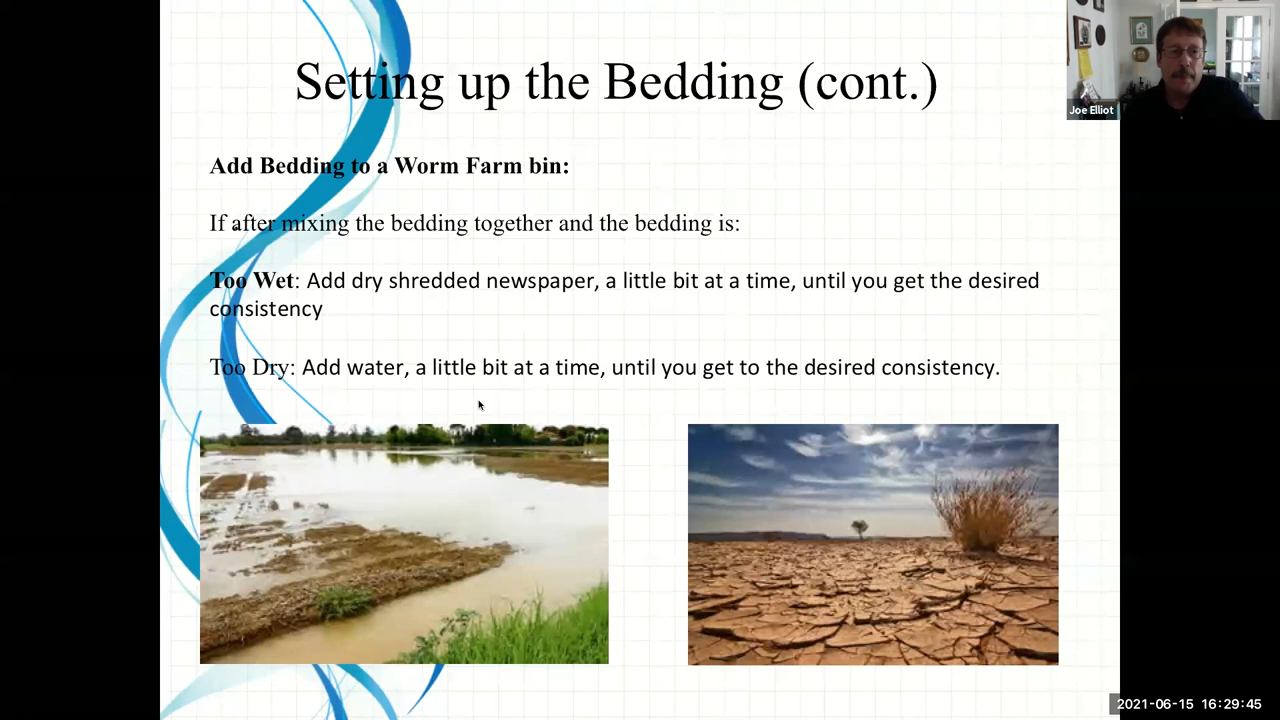 Setting up the Bedding (cont.)
Joe Elliot
Add Bedding to a Worm Farm bin:
If after mixing the bedding together and the bedding is:
Too Wet: Add dry shredded newspaper, a little bit at a time, until you get the desired
consistency
Too Dry: Add water, a little bit at a time, until you get to the desired consistency.
2021-06-15 16:29:45